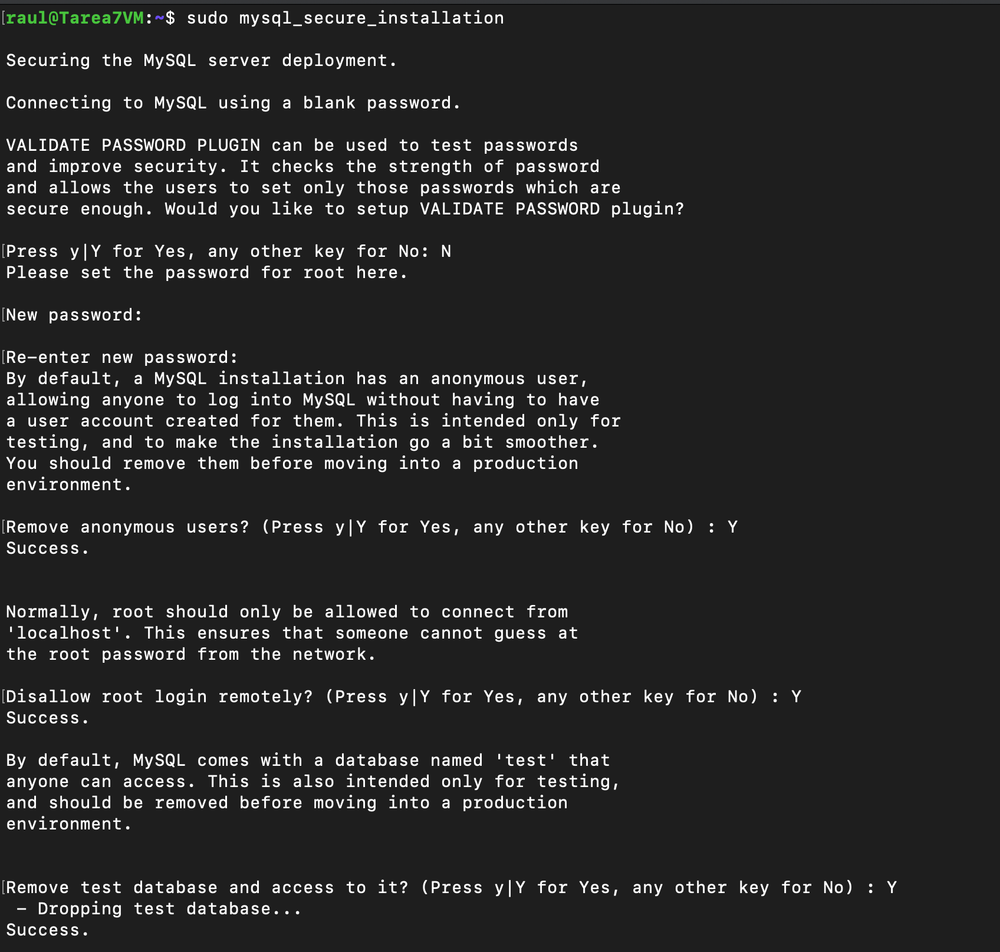 raul@Tarea7VM:~$ sudo mysql_secure_installation
Securing the MySQL server deployment.
Connecting to MySQL using a blank password.
VALIDATE PASSWORD PLUGIN can be used to test passwords
and improve security. It checks the strength of password
and allows the users to set only those passwords which are
secure enough. Would you like to setup VALIDATE PASSWORD plugin?
Press y|Y for Yes, any other key for No: N
Please set the password for root here.
New password:
Re-enter new password:
By default, a MySQL installation has an anonymous user,
allowing anyone to log into MySQL without having to have
a user account created for them. This is intended only for
testing, and to make the installation go a bit smoother.
You should remove them before moving into a production
environment.
Remove anonymous users? (Press y|Y for Yes, any other key for No) : Y
Success.
Normally, root should only be allowed to connect from
'localhost'. This ensures that someone cannot guess at
the root password from the network.
Disallow root login remotely? (Press y|Y for Yes, any other key for No) : Y
Success.
By default, MySQL comes with a database named 'test' that
anyone can access. This is also intended only for testing,
and should be removed before moving into a production
environment.
Remove test database and access to it? (Press y|Y for Yes, any other key for No) : Y
 - Dropping test database...
Success.